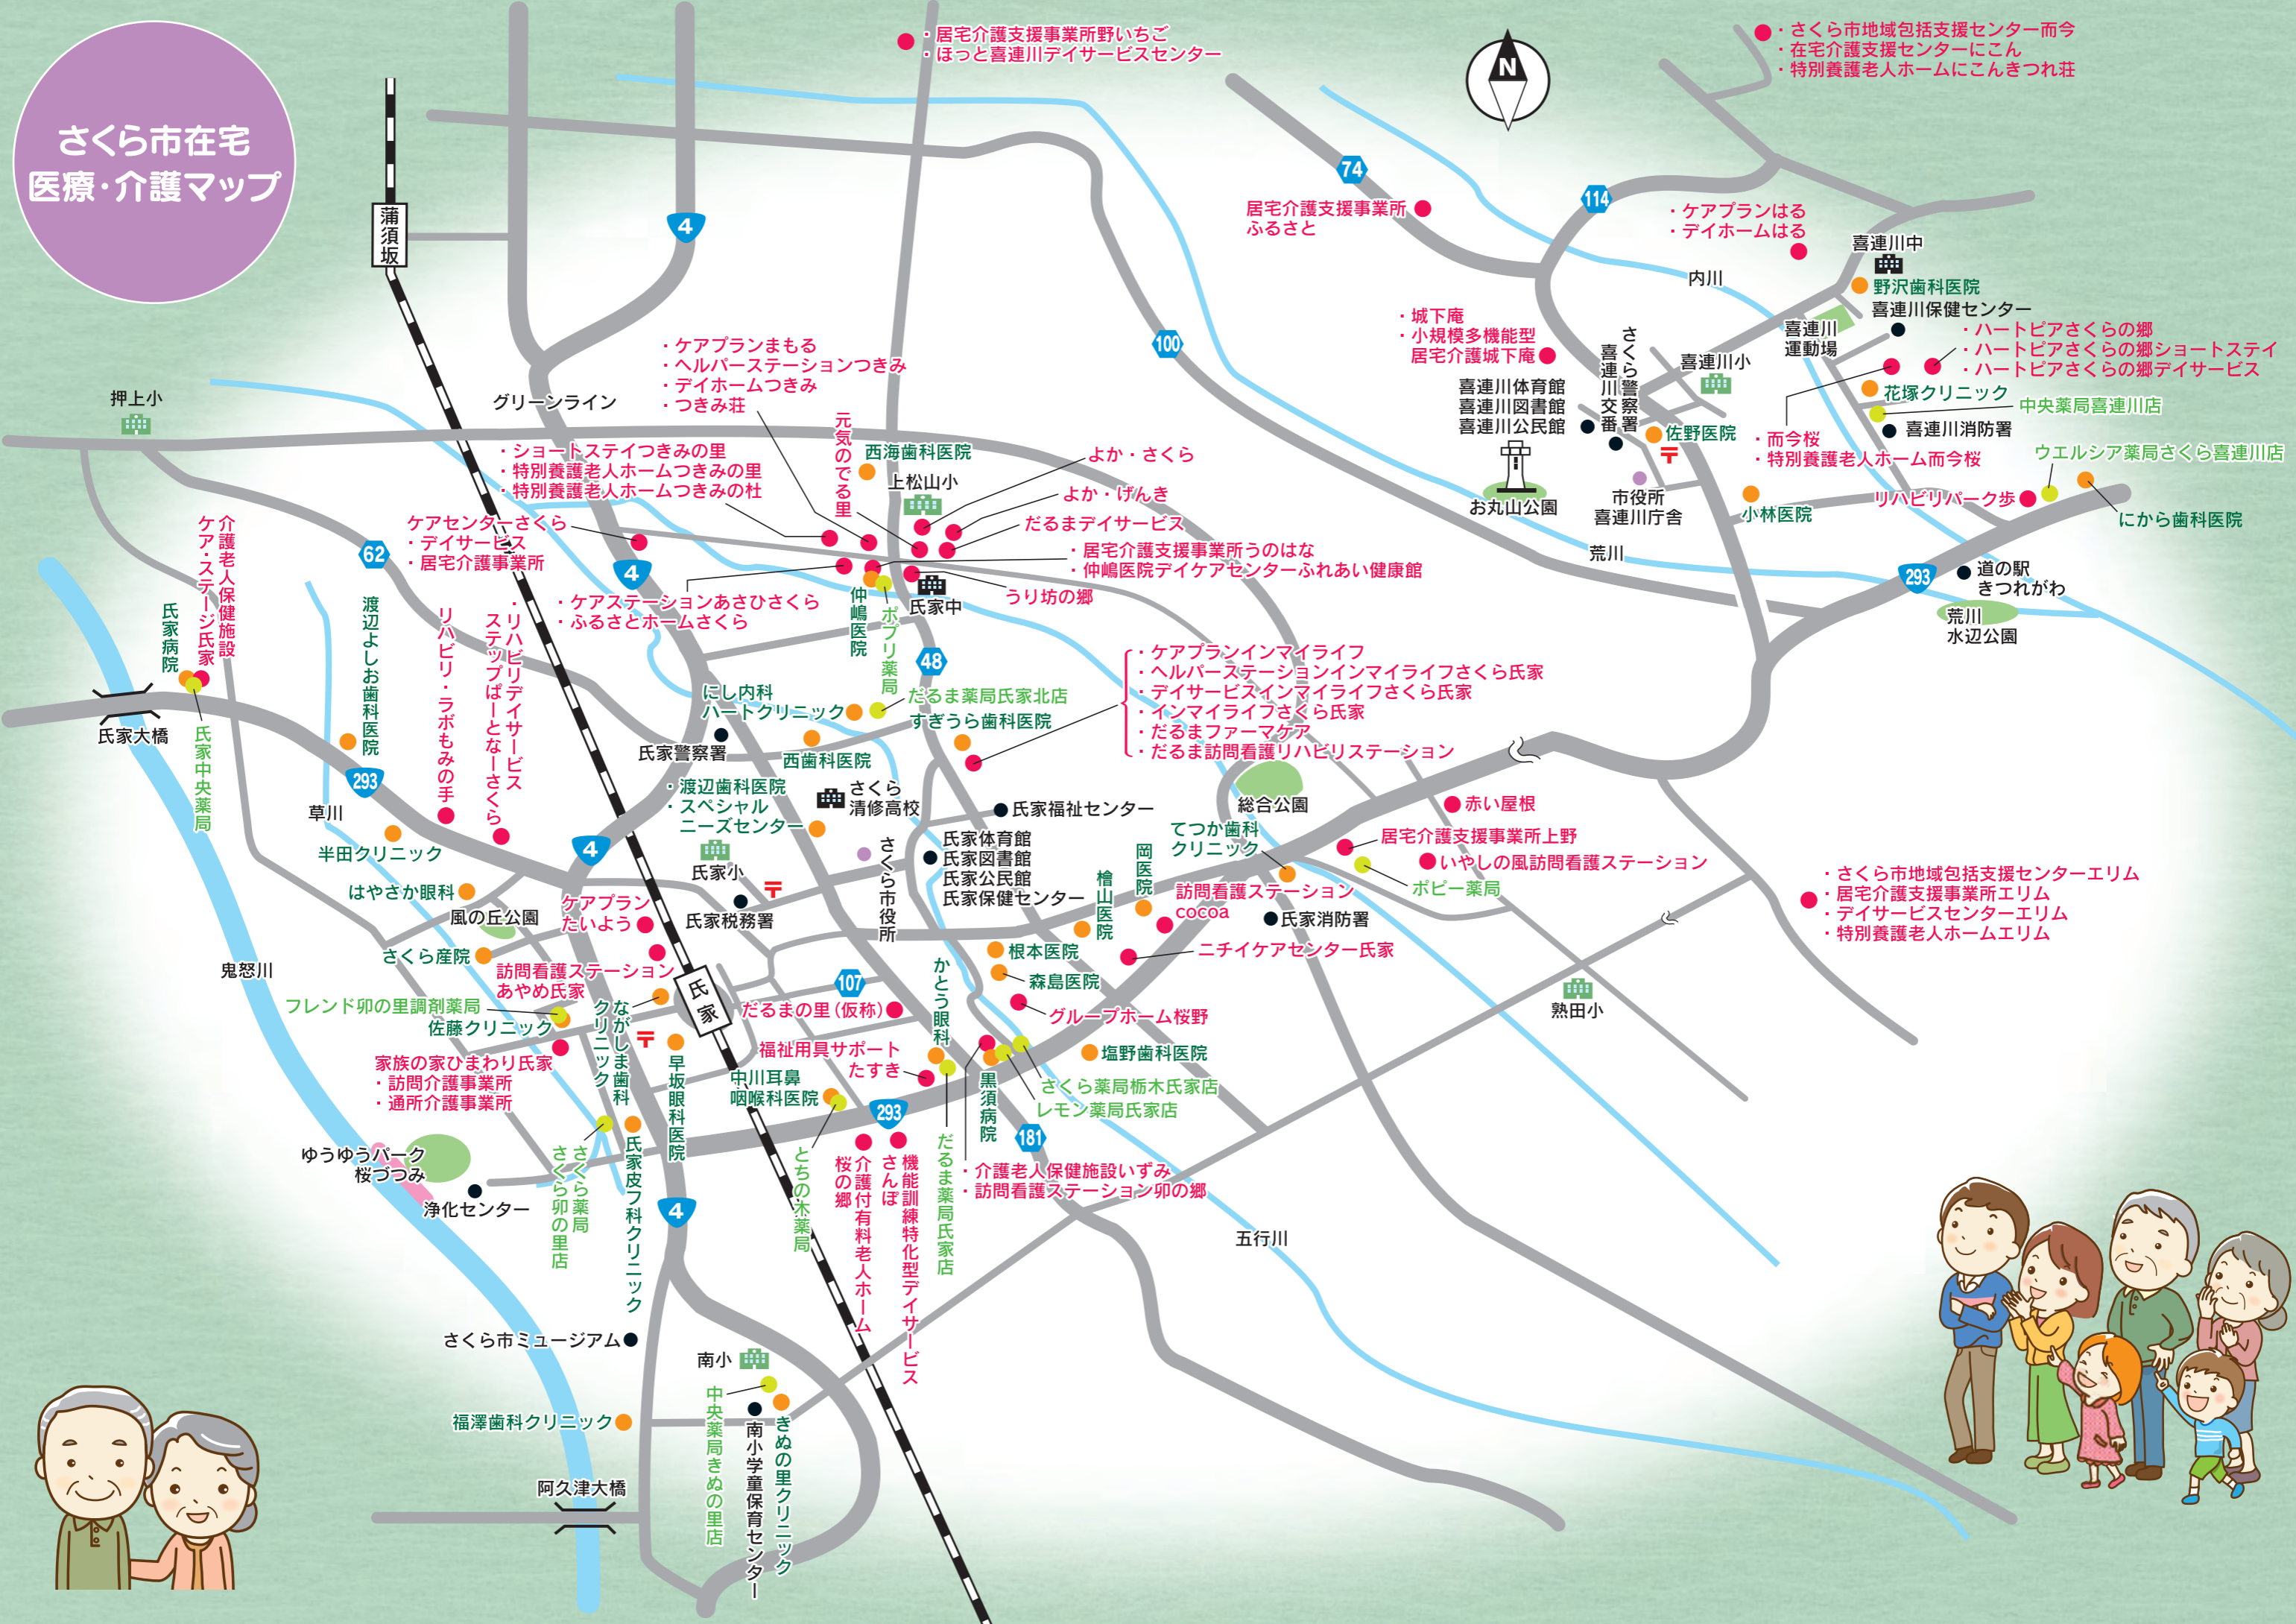 さくら市在宅
医療・介護マップ
・居宅介護支援事業所野いちご
・ほっと喜連川デイサービスセンター
N
・さくら市地域包括支援センター而今
・在宅介護支援センターにこん
・特別養護老人ホームにこんきつれ荘
蒲須坂
4
74
居宅介護支援事業所
ふるさと
114
・ケアプランはる
・デイホームはる
喜連川中
野沢歯科医院
喜連川保健センター
内川
喜連川
運動場
・ハートピアさくらの郷
・ハートピアさくらの郷ショートステイ
・ハートピアさくらの郷デイサービス
100
・城下庵
・小規模多機能型
居宅介護城下庵
さくら警察署
喜連川交番
喜連川小
喜連川体育館
喜連川図書館
喜連川公民館
花塚クリニック
中央薬局喜連川店
喜連川消防署
佐野医院
〒
・而今桜
・特別養護老人ホーム而今桜
ウエルシア薬局さくら喜連川店
リハビリパーク歩
にから歯科医院
お丸山公園
市役所
喜連川庁舎
小林医院
荒川
293
道の駅
きつれがわ
荒川
水辺公園
押上小
グリーンライン
・ケアプランまもる
・ヘルパーステーションつきみ
・デイホームつきみ
・つきみ荘
元気のでる里
西海歯科医院
上松山小
・ショートステイつきみの里
・特別養護老人ホームつきみの里
・特別養護老人ホームつきみの杜
よか・さくら
よか・げんき
だるまデイサービス
ケアセンターさくら
・デイサービス
・居宅介護事業所
・居宅介護支援事業所うのはな
・仲嶋医院デイケアセンターふれあい健康館
うり坊の郷
氏家中
4
・ケアステーションあさひさくら
・ふるさとホームさくら
仲嶋医院
ポプリ薬局
48
62
介護老人保健施設
ケア・ステージ氏家
氏家病院
氏家中央薬局
氏家大橋
渡辺よしお歯科医院
リハビリ・ラボもみの手
・リハビリデイサービス
ステップぱーとなーさくら
293
草川
半田クリニック
はやさか眼科
風の丘公園
さくら産院
にし内科
ハートクリニック
だるま薬局氏家北店
すぎうら歯科医院
氏家警察署
西歯科医院
・ケアプランインマイライフ
・ヘルパーステーションインマイライフさくら氏家
・デイサービスインマイライフさくら氏家
・インマイライフさくら氏家
・だるまファーマケア
・だるま訪問看護リハビリステーション
・渡辺歯科医院
・スペシャル
ニーズセンター
さくら
清修高校
4
氏家小
〒
氏家税務署
さくら市役所
氏家福祉センター
氏家体育館
氏家図書館
氏家公民館
氏家保健センター
総合公園
てつか歯科
クリニック
赤い屋根
居宅介護支援事業所上野
いやしの風訪問看護ステーション
ポピー薬局
岡医院
檜山医院
訪問看護ステーション
cocoa
氏家消防署
ニチイケアセンター氏家
・さくら市地域包括支援センターエリム
・居宅介護支援事業所エリム
・デイサービスセンターエリム
・特別養護老人ホームエリム
ケアプラン
たいよう
訪問看護ステーション
あやめ氏家
氏家
107
だるまの里（仮称）
かとう眼科
根本医院
森島医院
グループホーム桜野
熟田小
鬼怒川
フレンド卯の里調剤薬局
佐藤クリニック
家族の家ひまわり氏家
・訪問介護事業所
・通所介護事業所
ながしま歯科
クリニック
〒
早坂眼科医院
福祉用具サポート
たすき
中川耳鼻
咽喉科医院
293
黒須病院
塩野歯科医院
さくら薬局栃木氏家店
レモン薬局氏家店
181
・介護老人保健施設いずみ
・訪問看護ステーション卯の郷
ゆうゆうパーク
桜づつみ
浄化センター
さくら薬局
さくら卯の里店
氏家皮フ科クリニック
4
とちの木薬局
介護付有料老人ホーム
桜の郷
機能訓練特化型デイサービス
さんぽ
だるま薬局氏家店
五行川
さくら市ミュージアム
南小
福澤歯科クリニック
中央薬局きぬの里店
南小学童保育センター
きぬの里クリニック
阿久津大橋